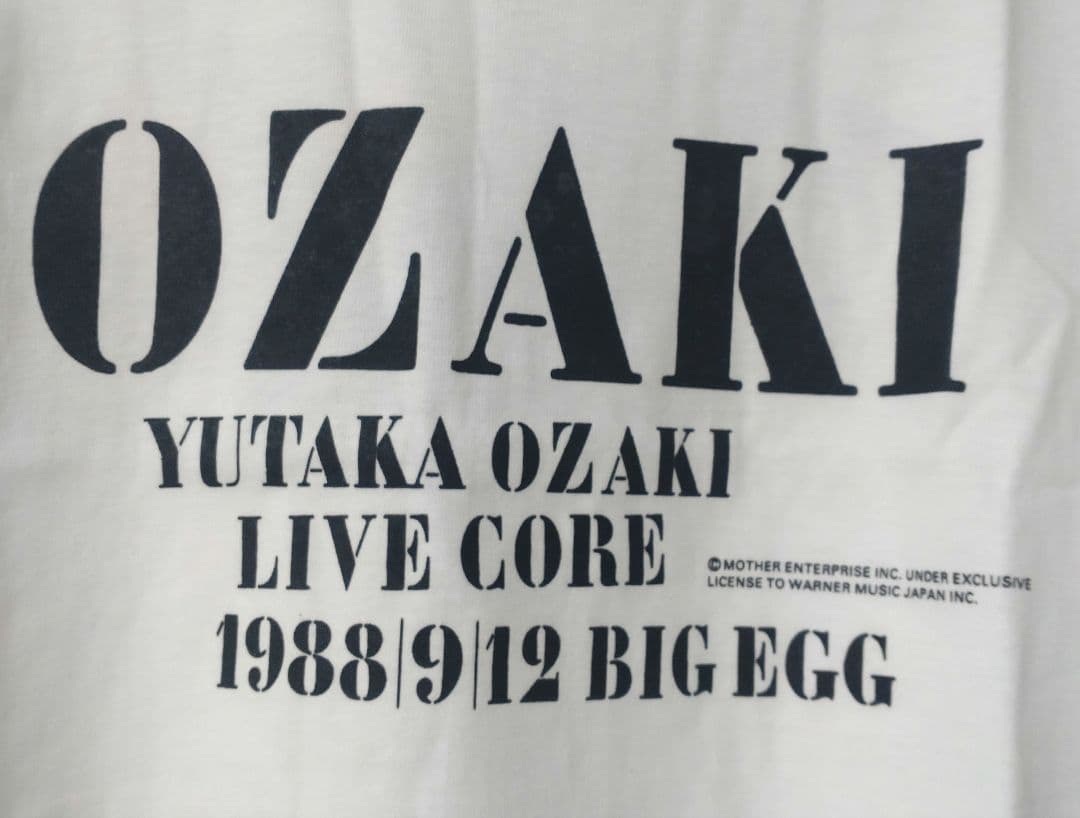 OZAKI
YUTAKA OZAKI
LIVE CORE
©MOTHER ENTERPRISE INC. UNDER EXCLUSIVE
LICENSE TO WARNER MUSIC JAPAN INC.
1988|9|12 BIG EGG